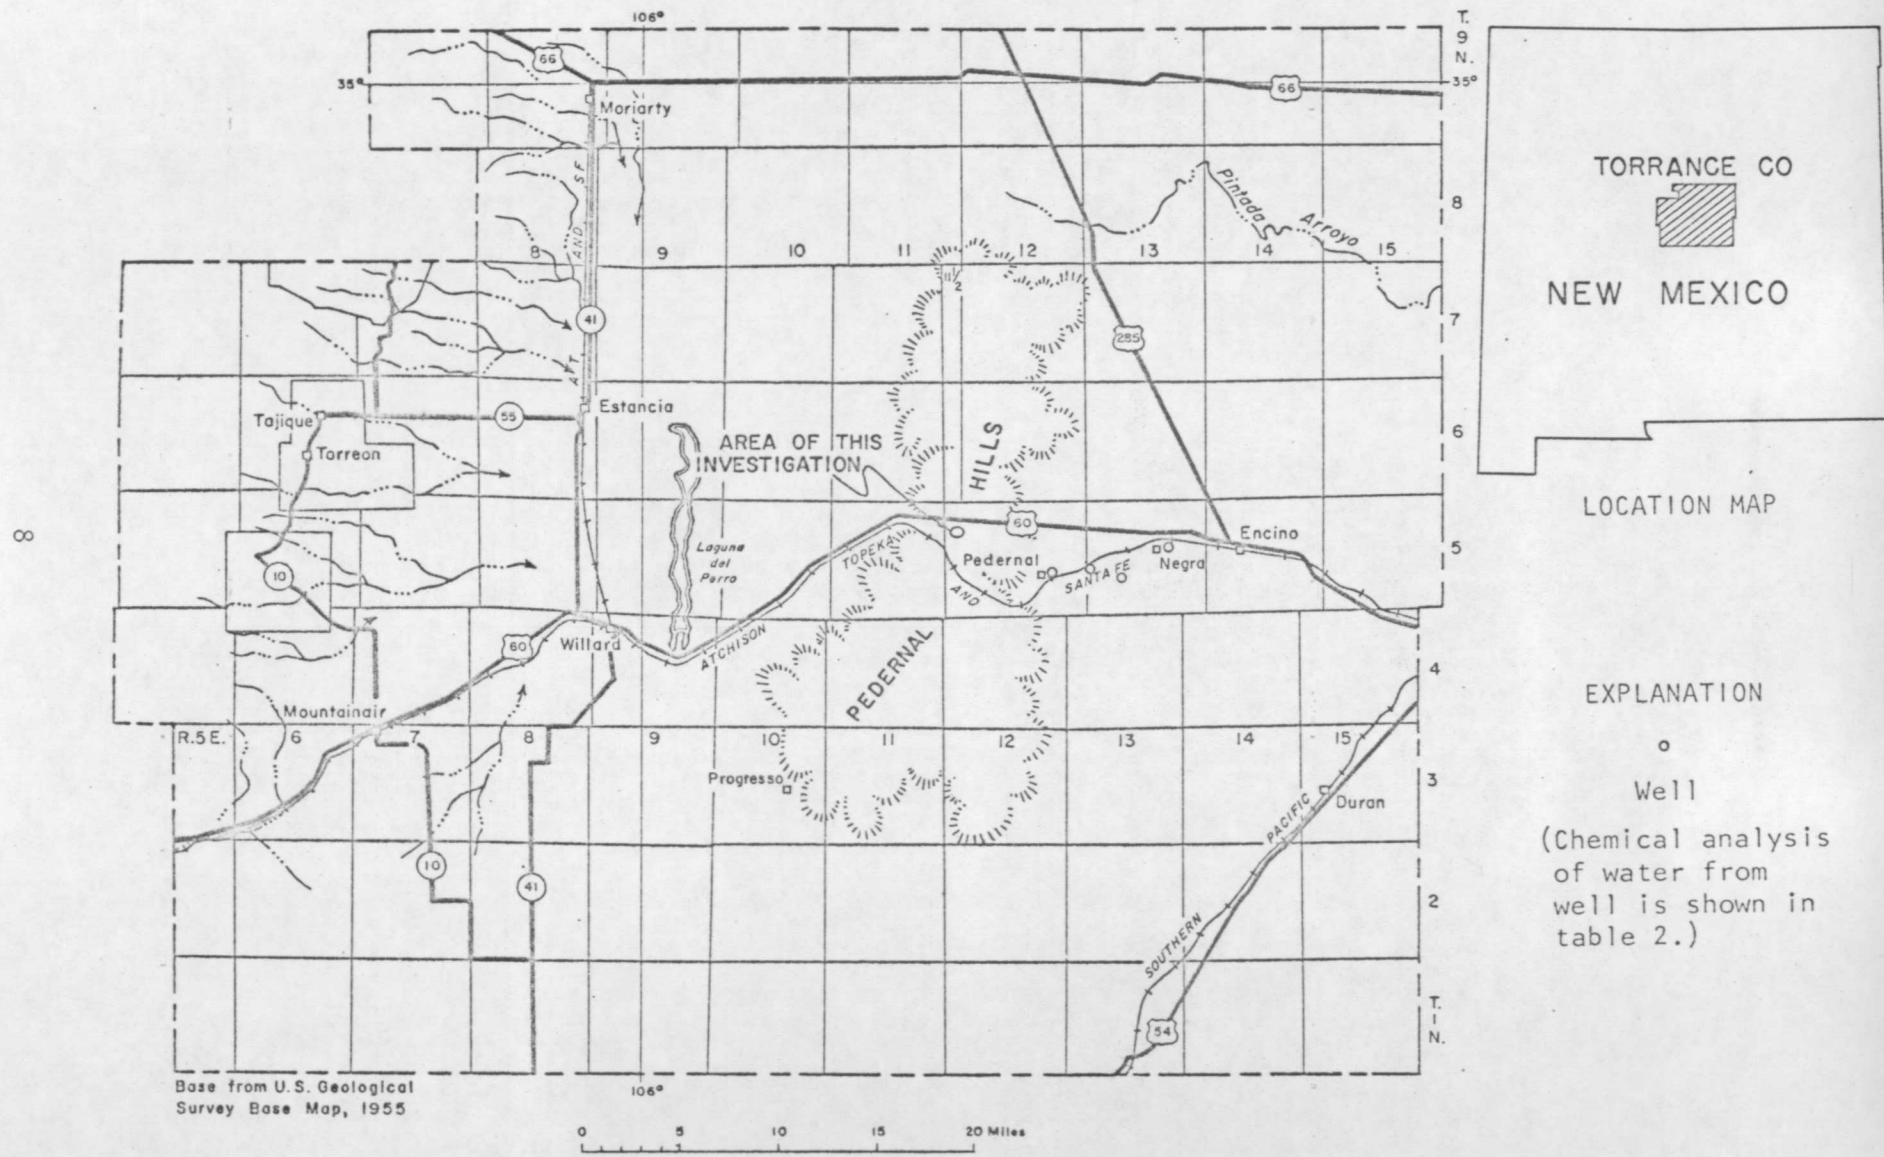 106°
T.
9
N.
35°
35°
66
66
Moriarty
TORRANCE CO
NEW MEXICO
AND SF
Pintada Arroyo
8
8
9
10
11
12
13
14
15
11 1/2
7
41
285
A.T.
Tajique
55
Estancia
Torreon
AREA OF THIS
INVESTIGATION
HILLS
6
LOCATION MAP
8
60
Encino
5
Laguna
del
Perro
TOPEKA
Pedernal
Negra
SANTA FE
AND
10
60
Willard
ATCHISON
PEDERNAL
4
EXPLANATION
Mountainair
R.5 E.
6
7
8
9
10
11
12
13
14
15
Progresso
3
Well
Duran
PACIFIC
(Chemical analysis
of water from
well is shown in
table 2.)
10
41
2
SOUTHERN
T.
1
N.
54
Base from U.S. Geological
Survey Base Map, 1955
106°
0 5 10 15 20 Miles